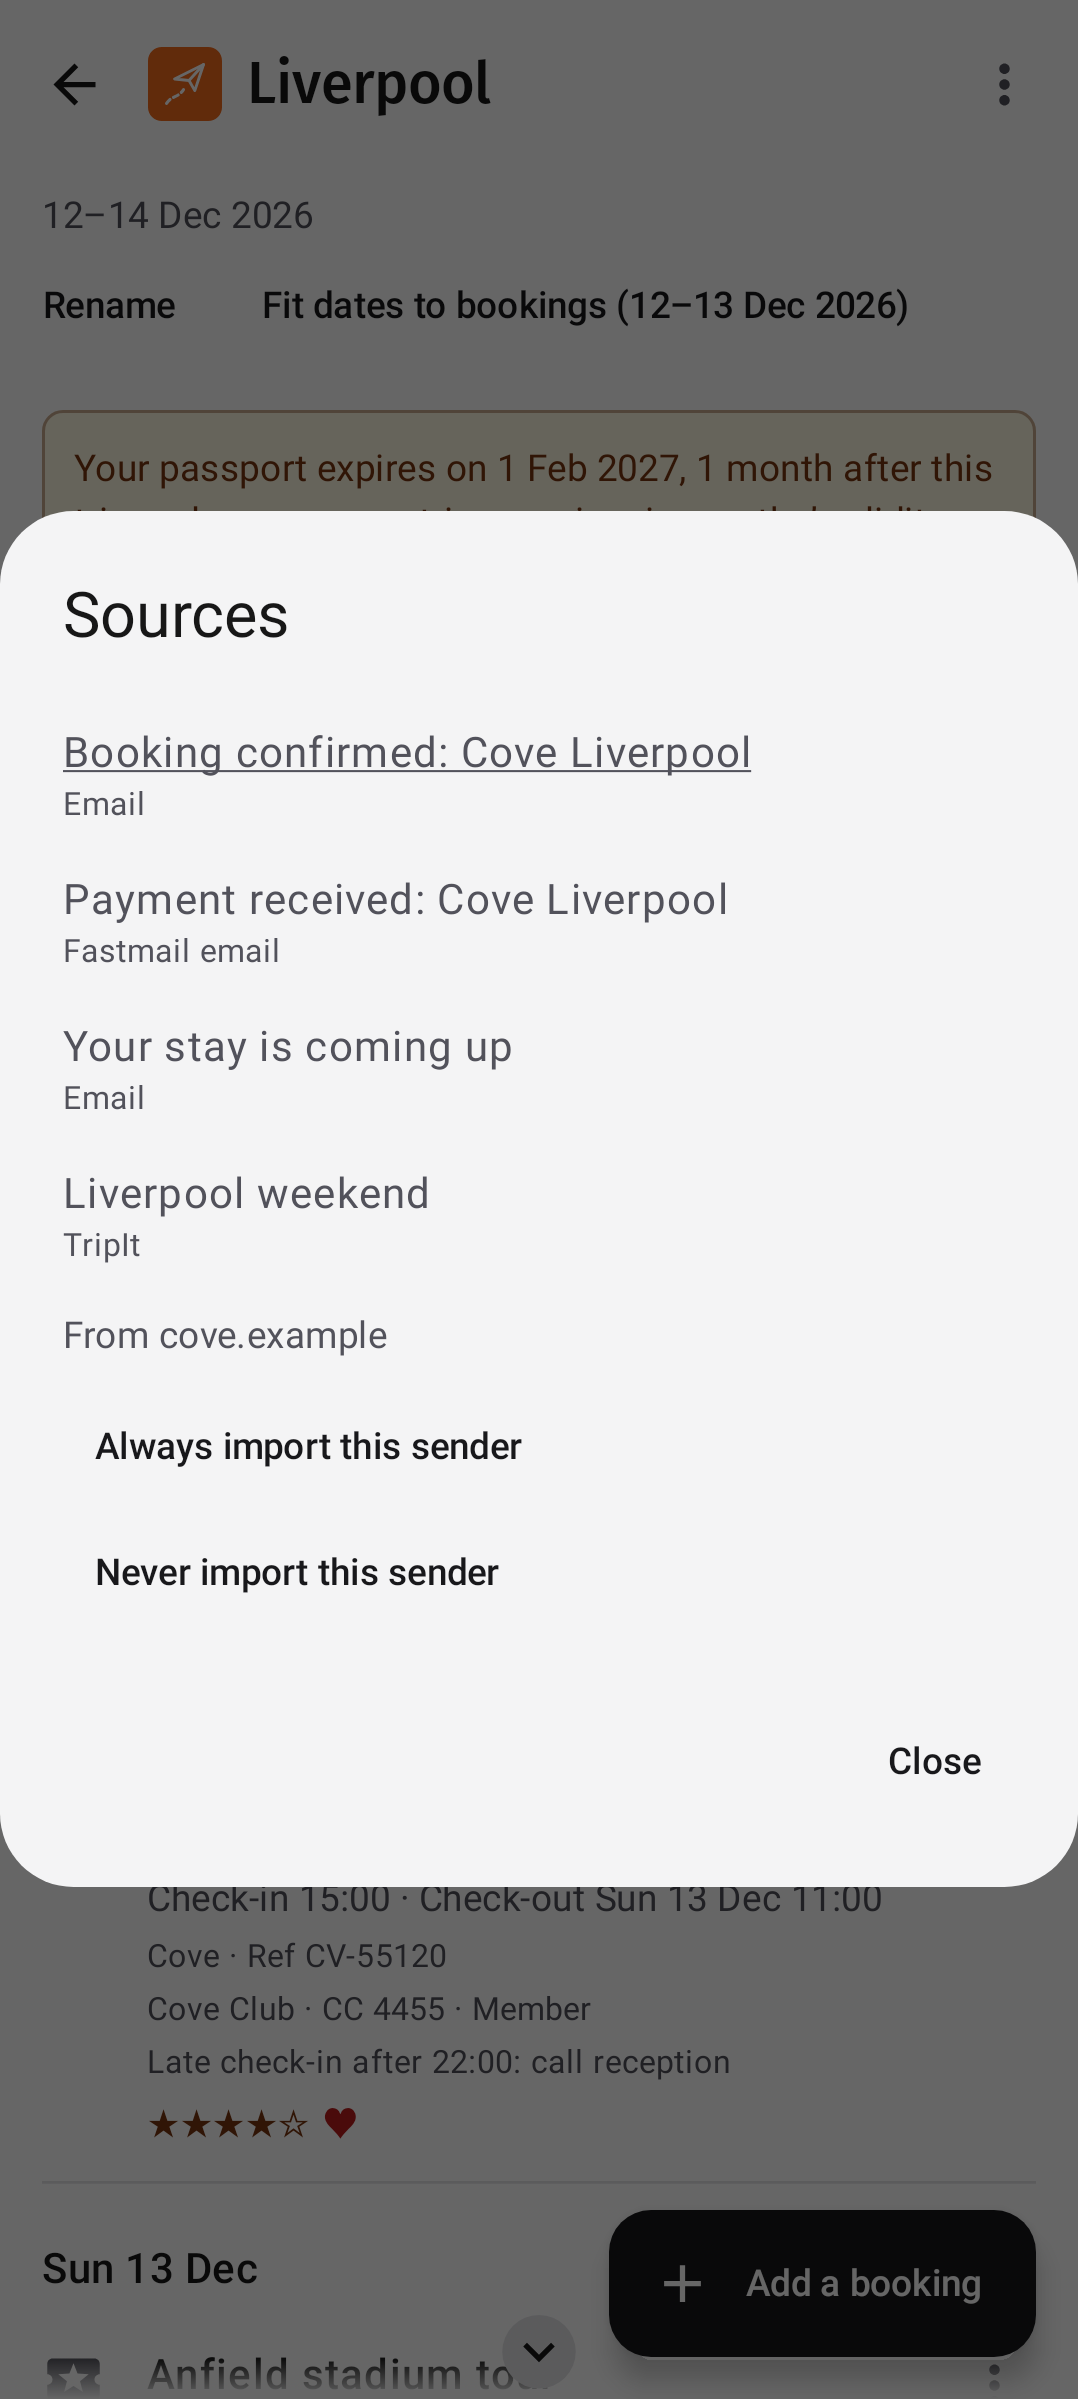 Liverpool
12–14 Dec 2026
Rename
Fit dates to bookings (12–13 Dec 2026)
Your passport expires on 1 Feb 2027, 1 month after this
Sources
Booking confirmed: Cove Liverpool
Email
Payment received: Cove Liverpool
Fastmail email
Your stay is coming up
Email
Liverpool weekend
TripIt
From cove.example
Always import this sender
Never import this sender
Close
Check-in 15:00 · Check-out Sun 13 Dec 11:00
Cove · Ref CV-55120
Cove Club · CC 4455 · Member
Late check-in after 22:00: call reception
★★★★☆ ♥
Sun 13 Dec
Add a booking
Anfield stadium